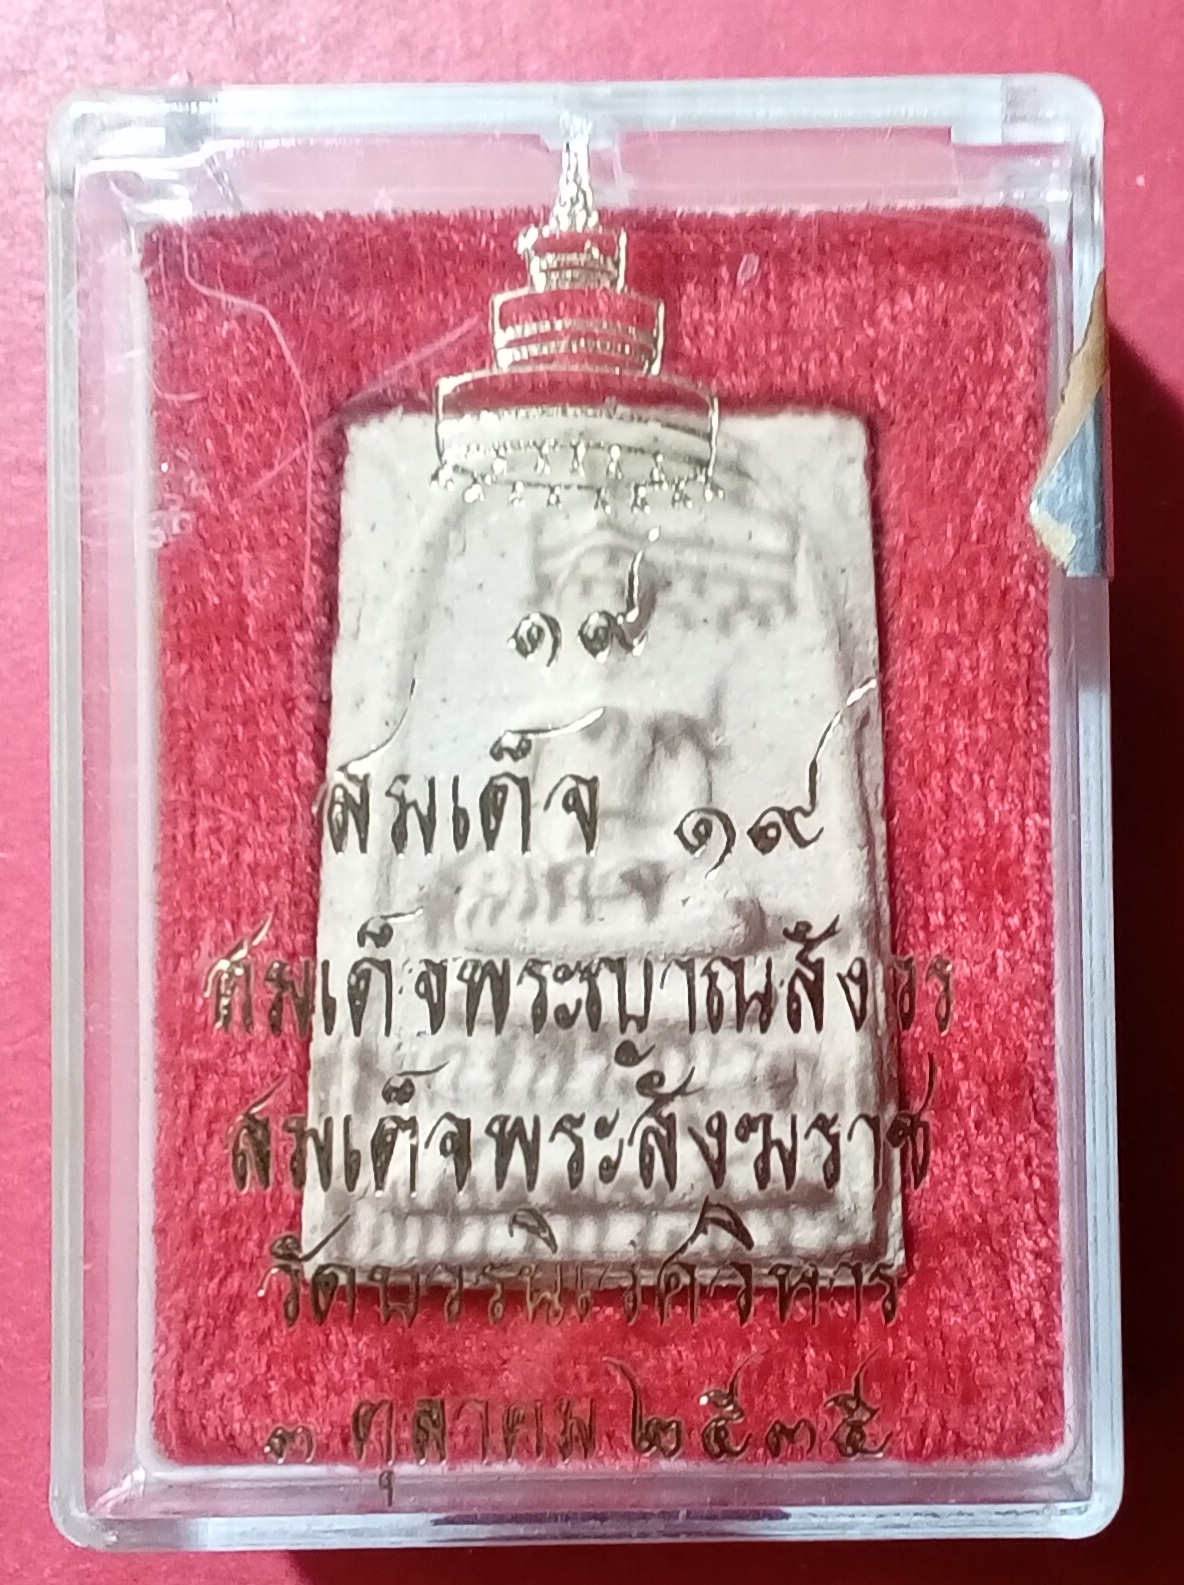 ๑๙
สมเด็จ ๑๙
สมเด็จพระญาณสังวร
สมเด็จพระสังฆราช
วัดบวรนิเวศวิหาร
๓ ตุลาคม ๒๕๓๕